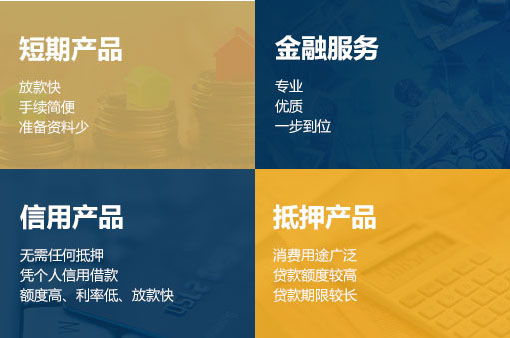 短期产品
放款快
手续简便
准备资料少
金融服务
专业
优质
一步到位
信用产品
无需任何抵押
凭个人信用借款
额度高、利率低、放款快
抵押产品
消费用途广泛
贷款额度较高
贷款期限较长